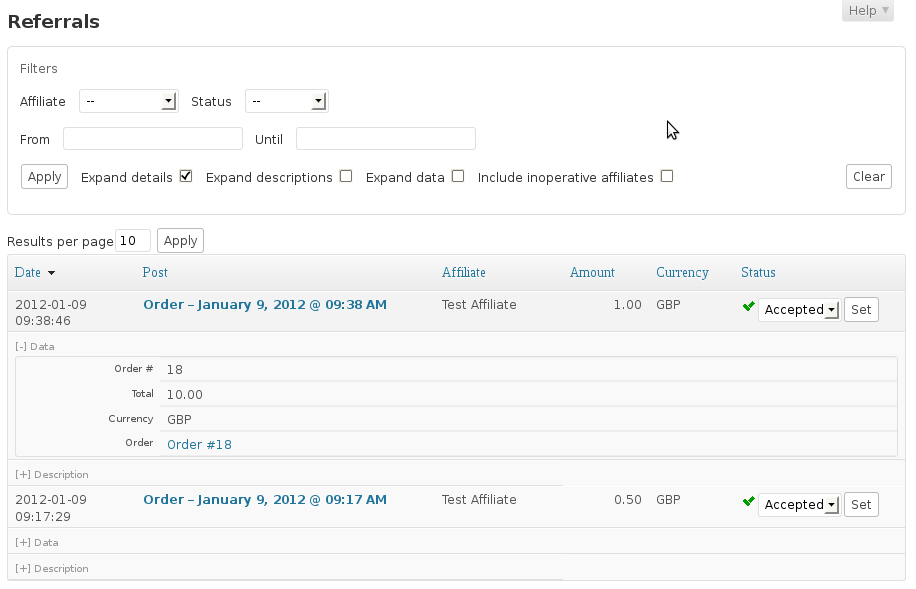 Help
Referrals
Filters
Affiliate -- Status --
From Until
Apply Expand details Expand descriptions Expand data Include inoperative affiliates Clear
Results per page 10 Apply
Date Post Affiliate Amount Currency Status
2012-01-09 Order – January 9, 2012 @ 09:38 AM Test Affiliate 1.00 GBP Accepted Set
09:38:46
[-] Data
Order # 18
Total 10.00
Currency GBP
Order Order #18
[+] Description
2012-01-09 Order – January 9, 2012 @ 09:17 AM Test Affiliate 0.50 GBP Accepted Set
09:17:29
[+] Data
[+] Description